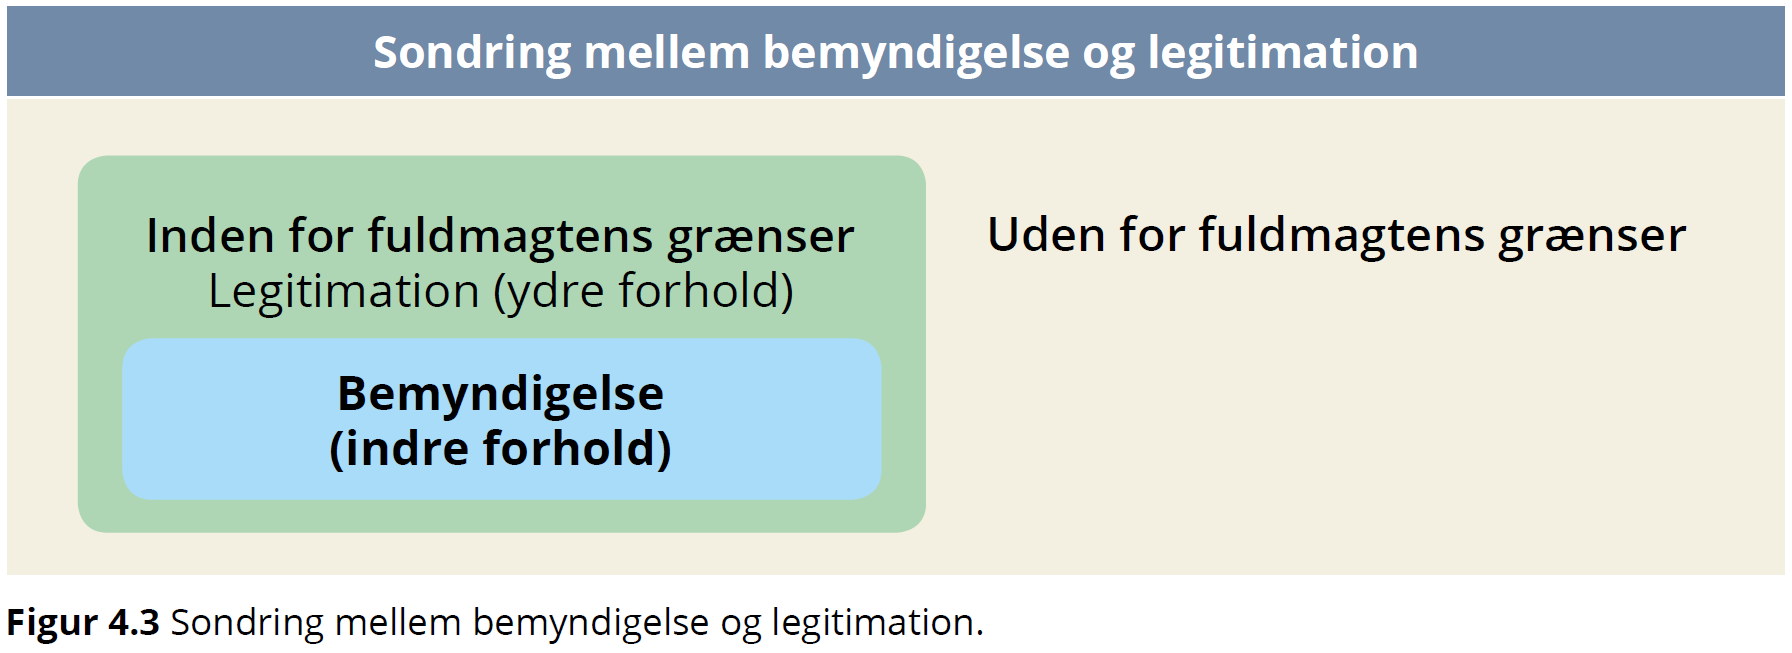 Sondring mellem bemyndigelse og legitimation
Inden for fuldmagtens grænser
Legitimation (ydre forhold)
Bemyndigelse
(indre forhold)
Uden for fuldmagtens grænser
Figur 4.3 Sondring mellem bemyndigelse og legitimation.